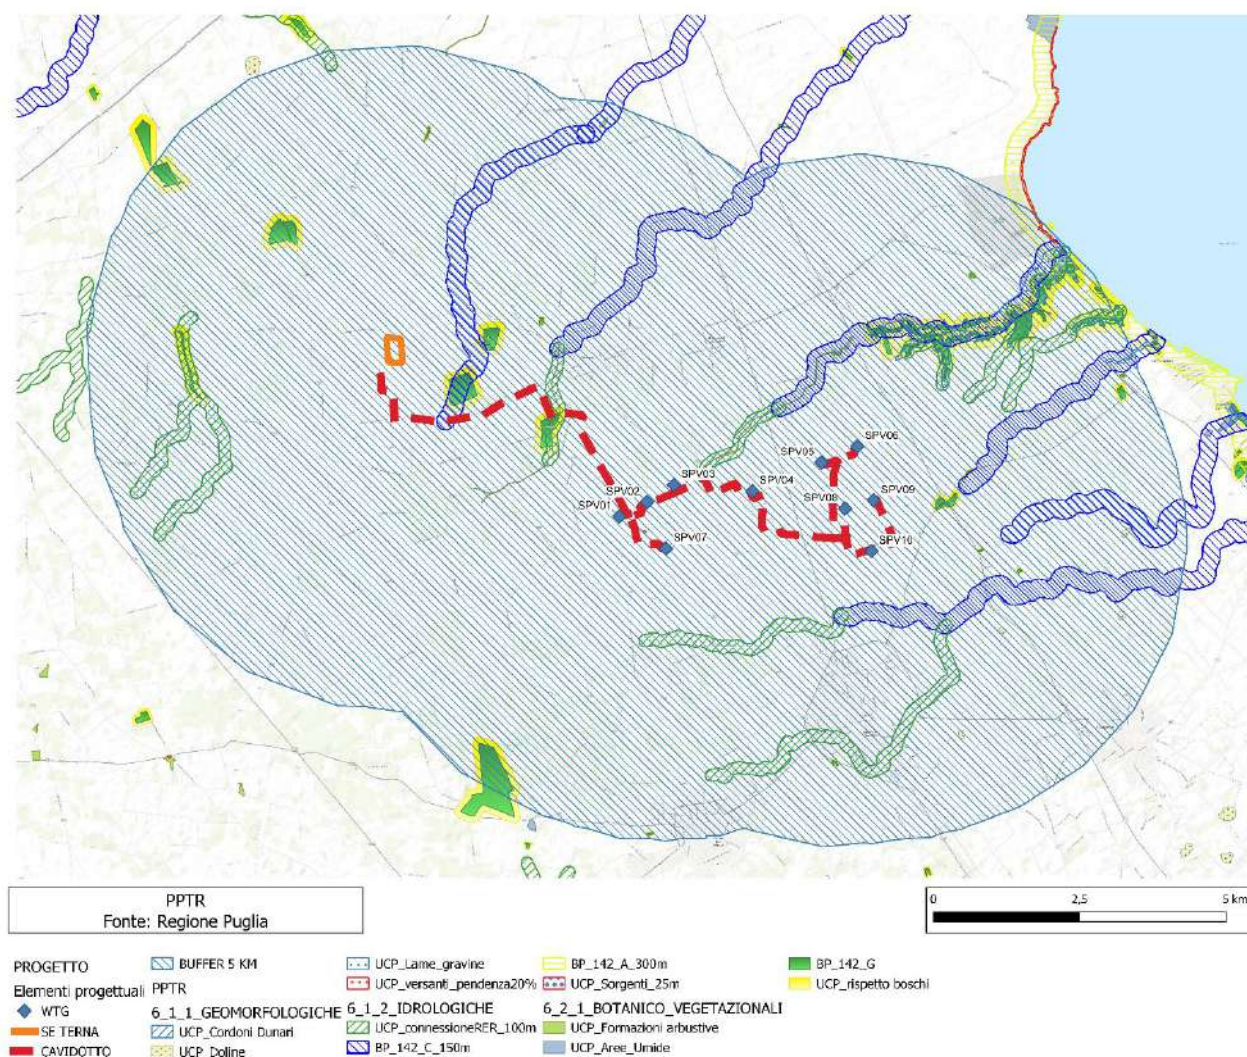 SPV06
SPV05
SPV03
SPV04
SPV02
SPV09
SPV08
SPV01
SPV07
SPV10
PPTR
Fonte: Regione Puglia
0 2,5 5 km
PROGETTO
Elementi progettuali
WTG
SE TERNA
CAVIDOTTO
BUFFER 5 KM
PPTR
6_1_1_GEOMORFOLOGICHE
UCP_Cordoni Dunari
UCP_Doline
UCP_Lame_gravine
UCP_versanti_pendenza20%
6_1_2_IDROLOGICHE
UCP_connessioneRER_100m
BP_142_C_150m
BP_142_A_300m
UCP_Sorgenti_25m
6_2_1_BOTANICO_VEGETAZIONALI
UCP_Formazioni arbustive
UCP_Aree_Umide
BP_142_G
UCP_rispetto boschi